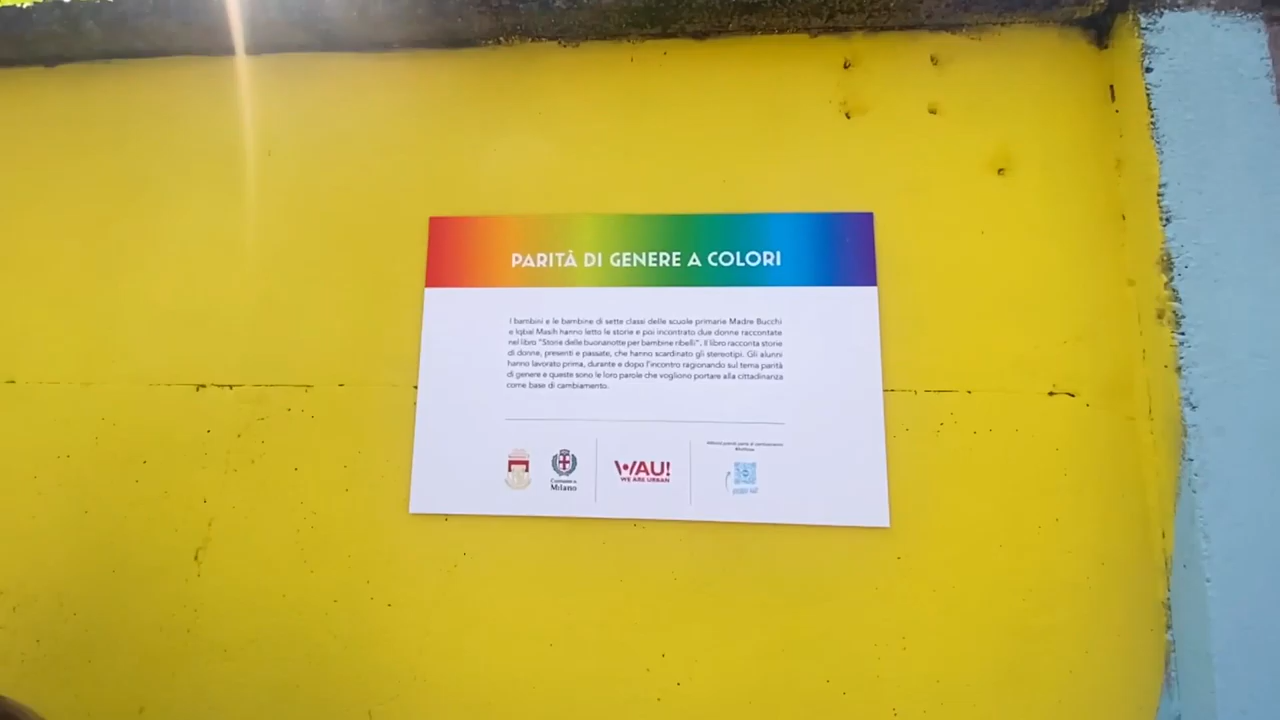 PARITÀ DI GENERE A COLORI
I bambini e le bambine di sette classi delle scuole primarie Madre Bucchi
e Iqbal Masih hanno letto le storie e poi incontrato due donne raccontate
nel libro "Storie della buonanotte per bambine ribelli". Il libro racconta storie
di donne, presenti e passate, che hanno scardinato gli stereotipi. Gli alunni
hanno lavorato prima, durante e dopo l'incontro ragionando sul tema parità
di genere e queste sono le loro parole che vogliono portare alla cittadinanza
come base di cambiamento.
Comune di
Milano
WAU!
WE ARE URBAN